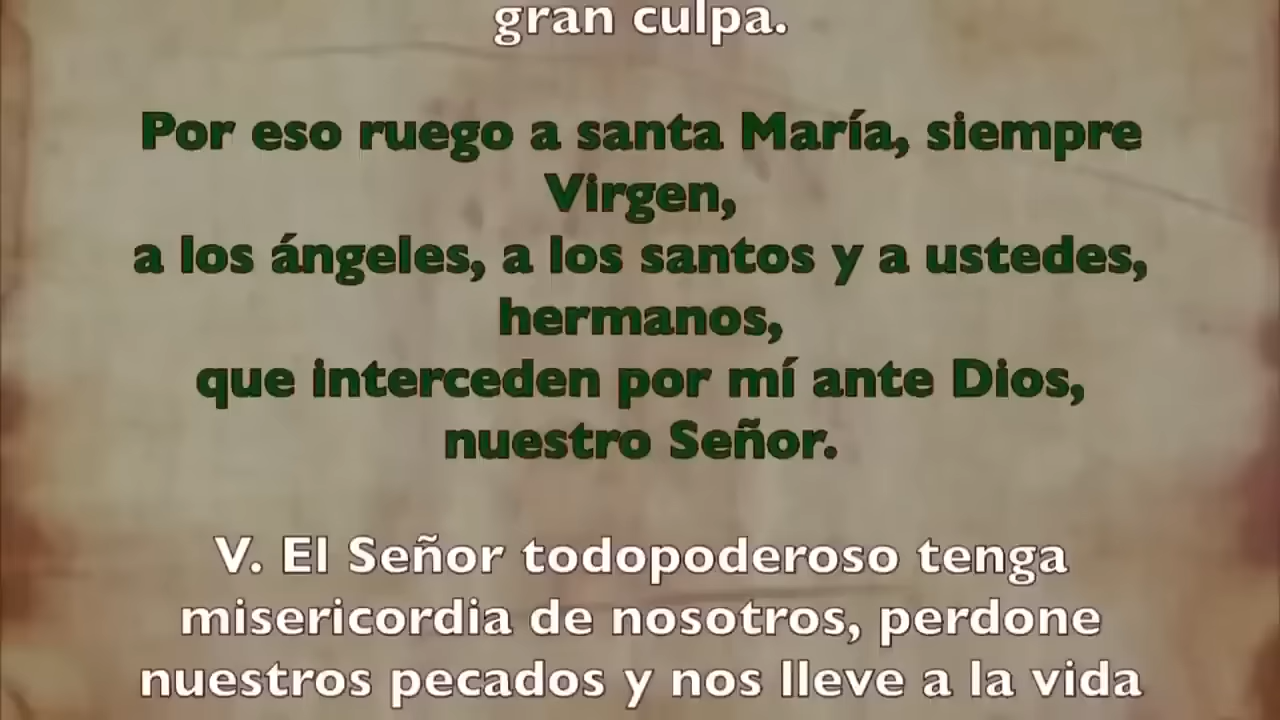 gran culpa.
Por eso ruego a santa María, siempre
Virgen,
a los ángeles, a los santos y a ustedes,
hermanos,
que interceden por mí ante Dios,
nuestro Señor.
V. El Señor todopoderoso tenga
misericordia de nosotros, perdone
nuestros pecados y nos lleve a la vida